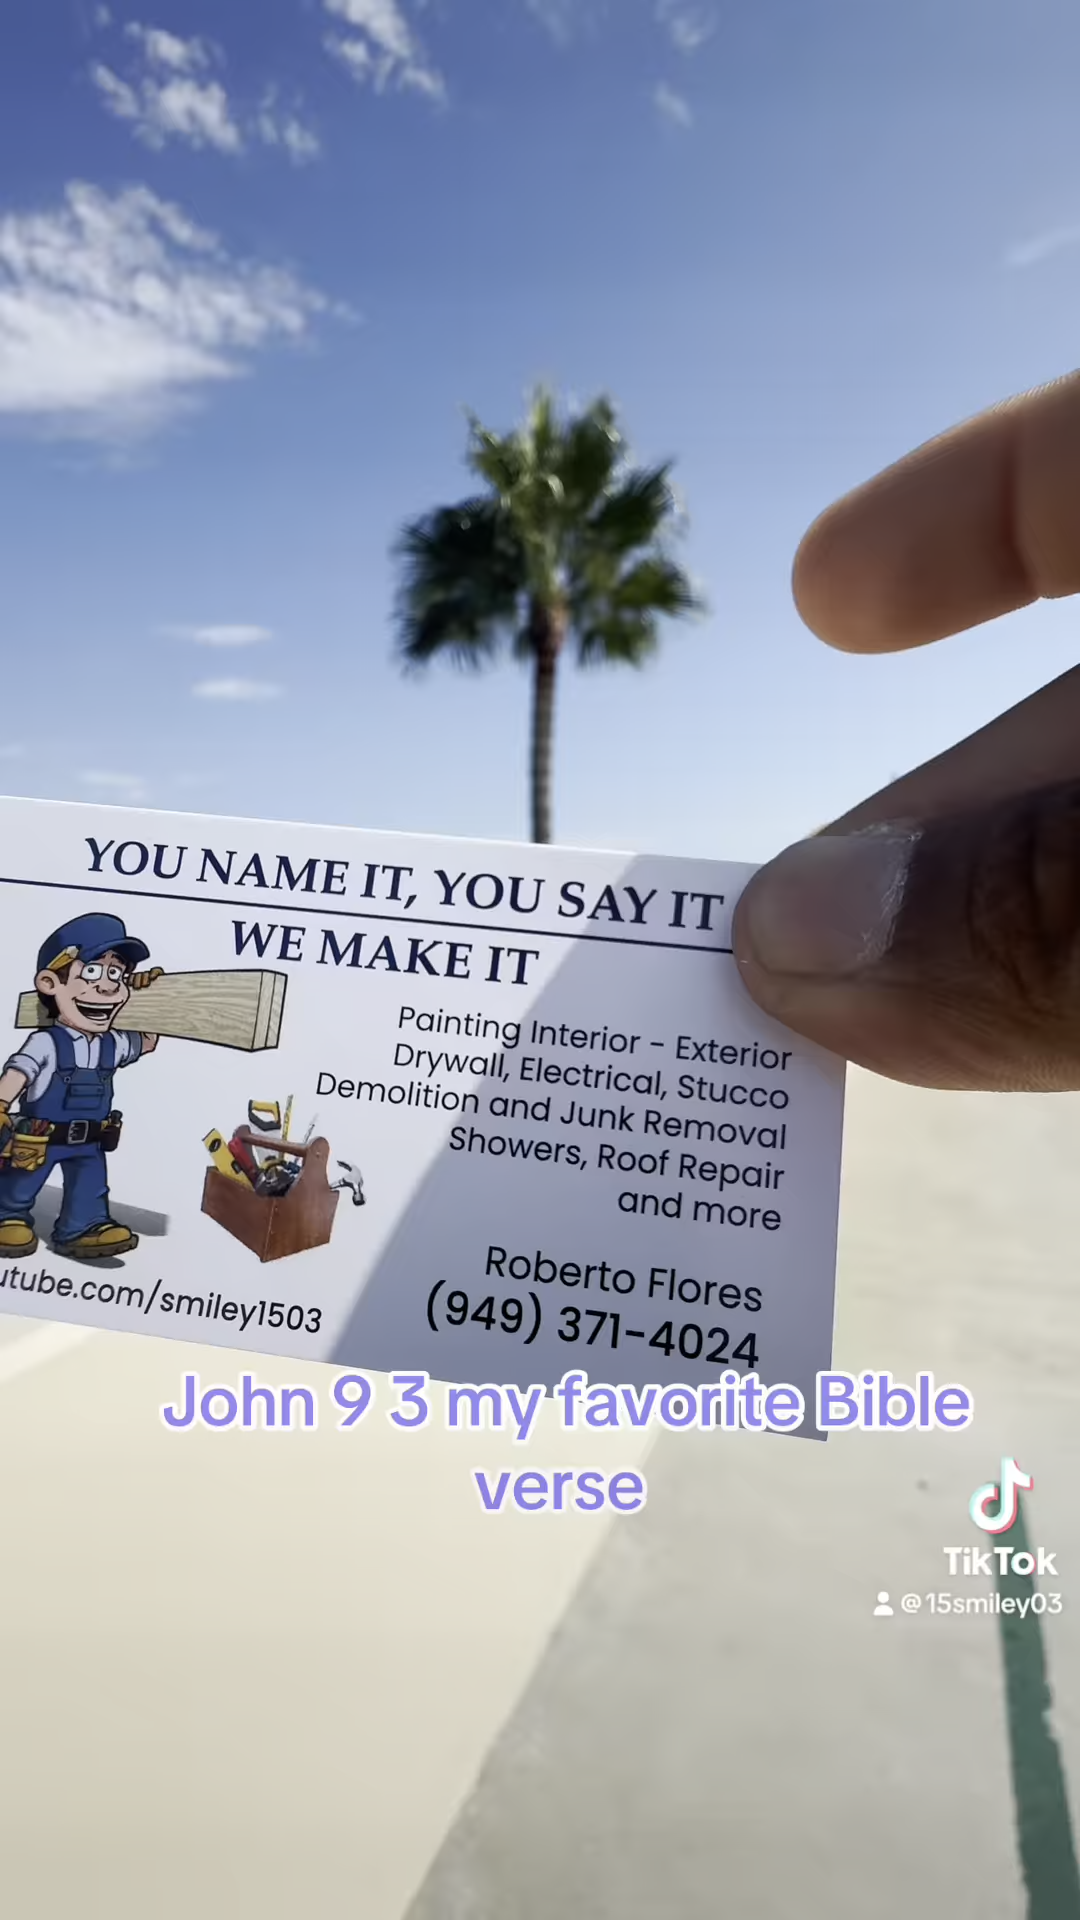 YOU NAME IT, YOU SAY IT
WE MAKE IT
Painting Interior - Exterior
Drywall, Electrical, Stucco
Demolition and Junk Removal
Showers, Roof Repair
and more
utube.com/smiley1503
Roberto Flores
(949) 371-4024
John 9 3 my favorite Bible
verse
TikTok
@15smiley03